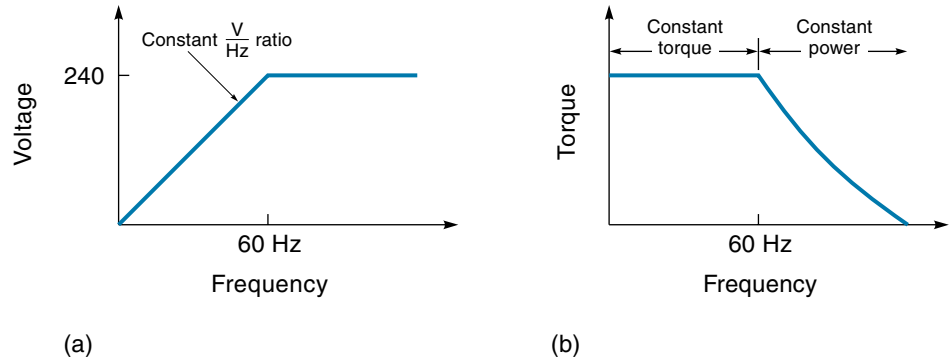 Constant V/Hz ratio
240
Voltage
60 Hz
Frequency
(a)
Constant
torque
Constant
power
Torque
60 Hz
Frequency
(b)